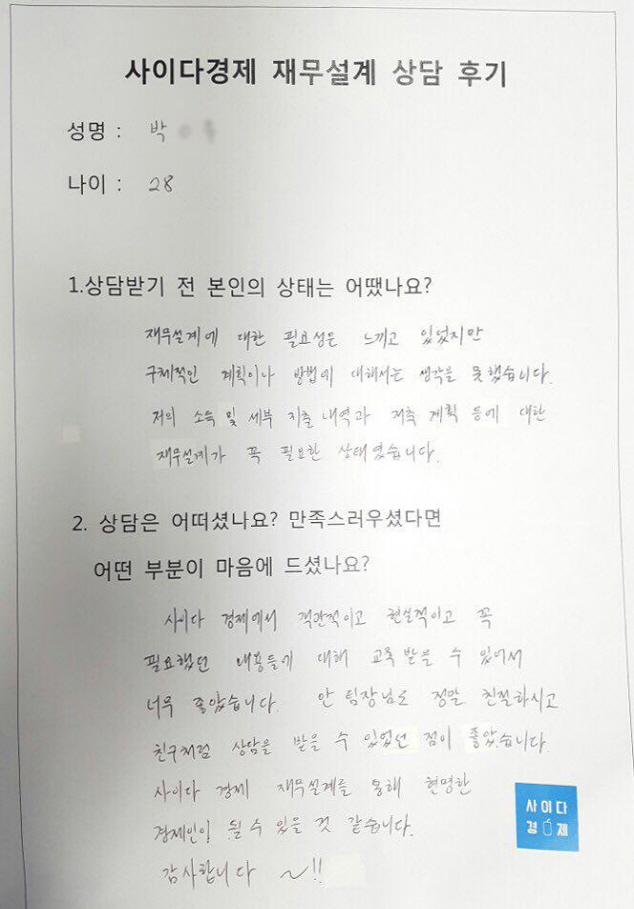 사이다경제 재무설계 상담 후기
성명 : 박
나이 : 28
1.상담받기 전 본인의 상태는 어땠나요?
재무설계에 대한 필요성은 느끼고 있었지만
구체적인 계획이나 방법에 대해서는 생각을 못했습니다.
저의 소득 및 세부 지출 내역과 저축 계획 등에 대한
재무설계가 꼭 필요한 상태였습니다.
2. 상담은 어떠셨나요? 만족스러우셨다면
어떤 부분이 마음에 드셨나요?
사이다 경제에서 객관적이고 현실적이고 꼭
필요했던 내용들에 대해 교육 받을 수 있어서
너무 좋았습니다. 안 팀장님도 정말 친절하시고
친구처럼 상담을 받을 수 있었던 점이 좋았습니다.
사이다 경제 재무설계를 통해 현명한
경제인이 될 수 있을 것 같습니다.
감사합니다 ~!!
사이다
경제